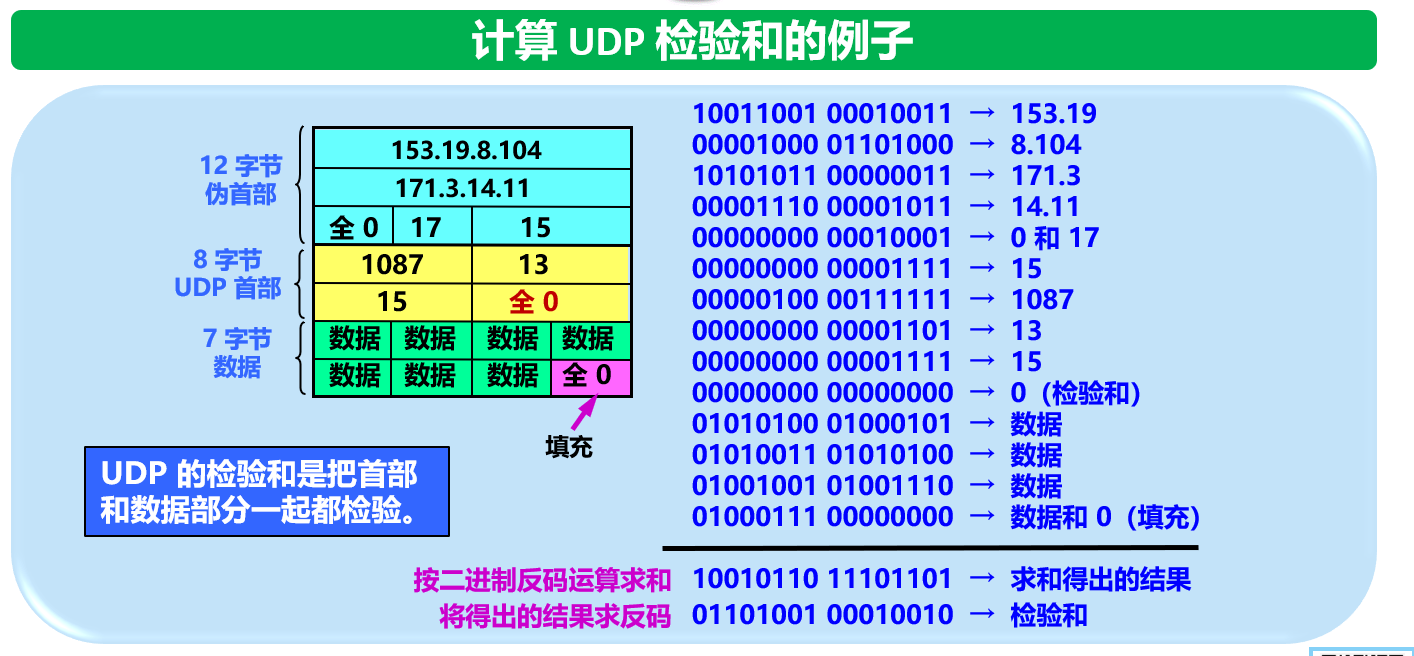 计算 UDP 检验和的例子
12 字节
伪首部
153.19.8.104
171.3.14.11
全 0 17 15
8 字节
UDP 首部
1087 13
15 全 0
7 字节
数据
数据 数据 数据 数据
数据 数据 数据 全 0
填充
UDP 的检验和是把首部
和数据部分一起都检验。
10011001 00010011 → 153.19
00001000 01101000 → 8.104
10101011 00000011 → 171.3
00001110 00001011 → 14.11
00000000 00010001 → 0 和 17
00000000 00001111 → 15
00000100 00111111 → 1087
00000000 00001101 → 13
00000000 00001111 → 15
00000000 00000000 → 0（检验和）
01010100 01000101 → 数据
01010011 01010100 → 数据
01001001 01001110 → 数据
01000111 00000000 → 数据和 0（填充）
按二进制反码运算求和 10010110 11101101 → 求和得出的结果
将得出的结果求反码 01101001 00010010 → 检验和